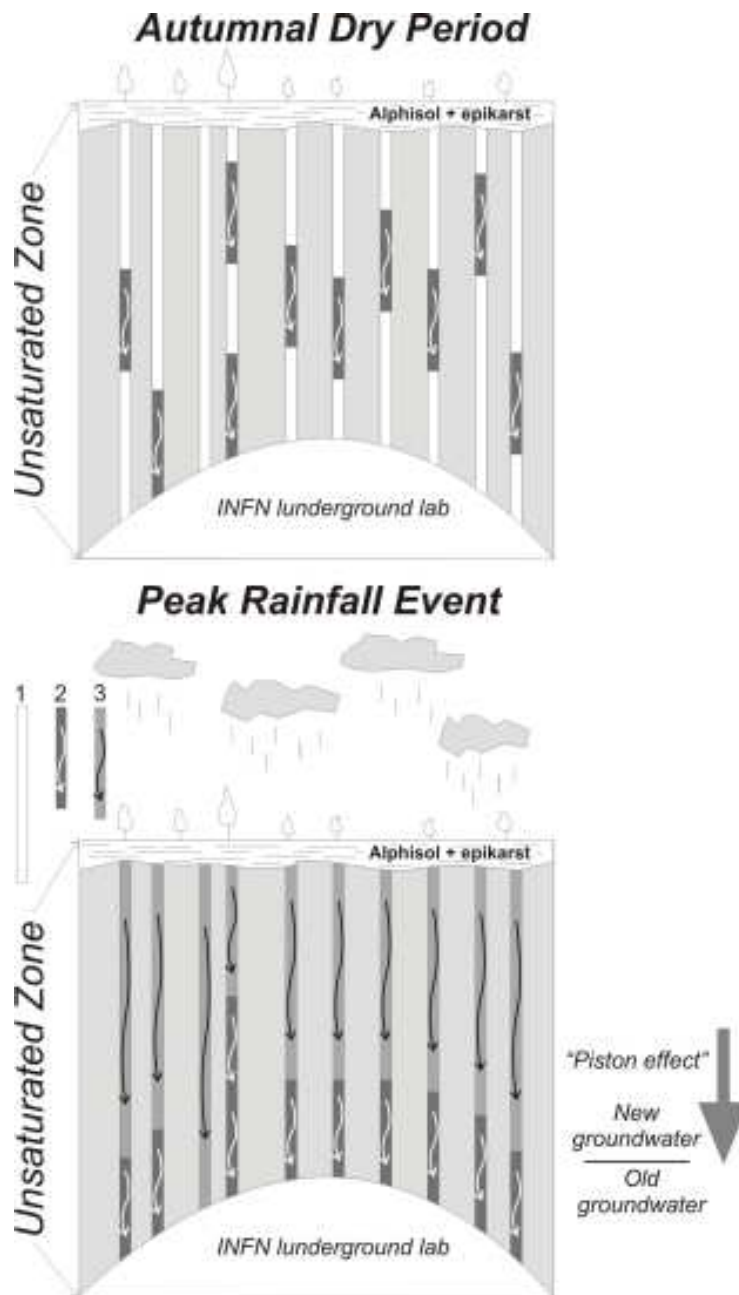 Autumnal Dry Period
Alphisol + epikarst
Unsaturated Zone
INFN lunderground lab
Peak Rainfall Event
1
2
3
Alphisol + epikarst
Unsaturated Zone
"Piston effect"
New
groundwater
Old
groundwater
INFN lunderground lab